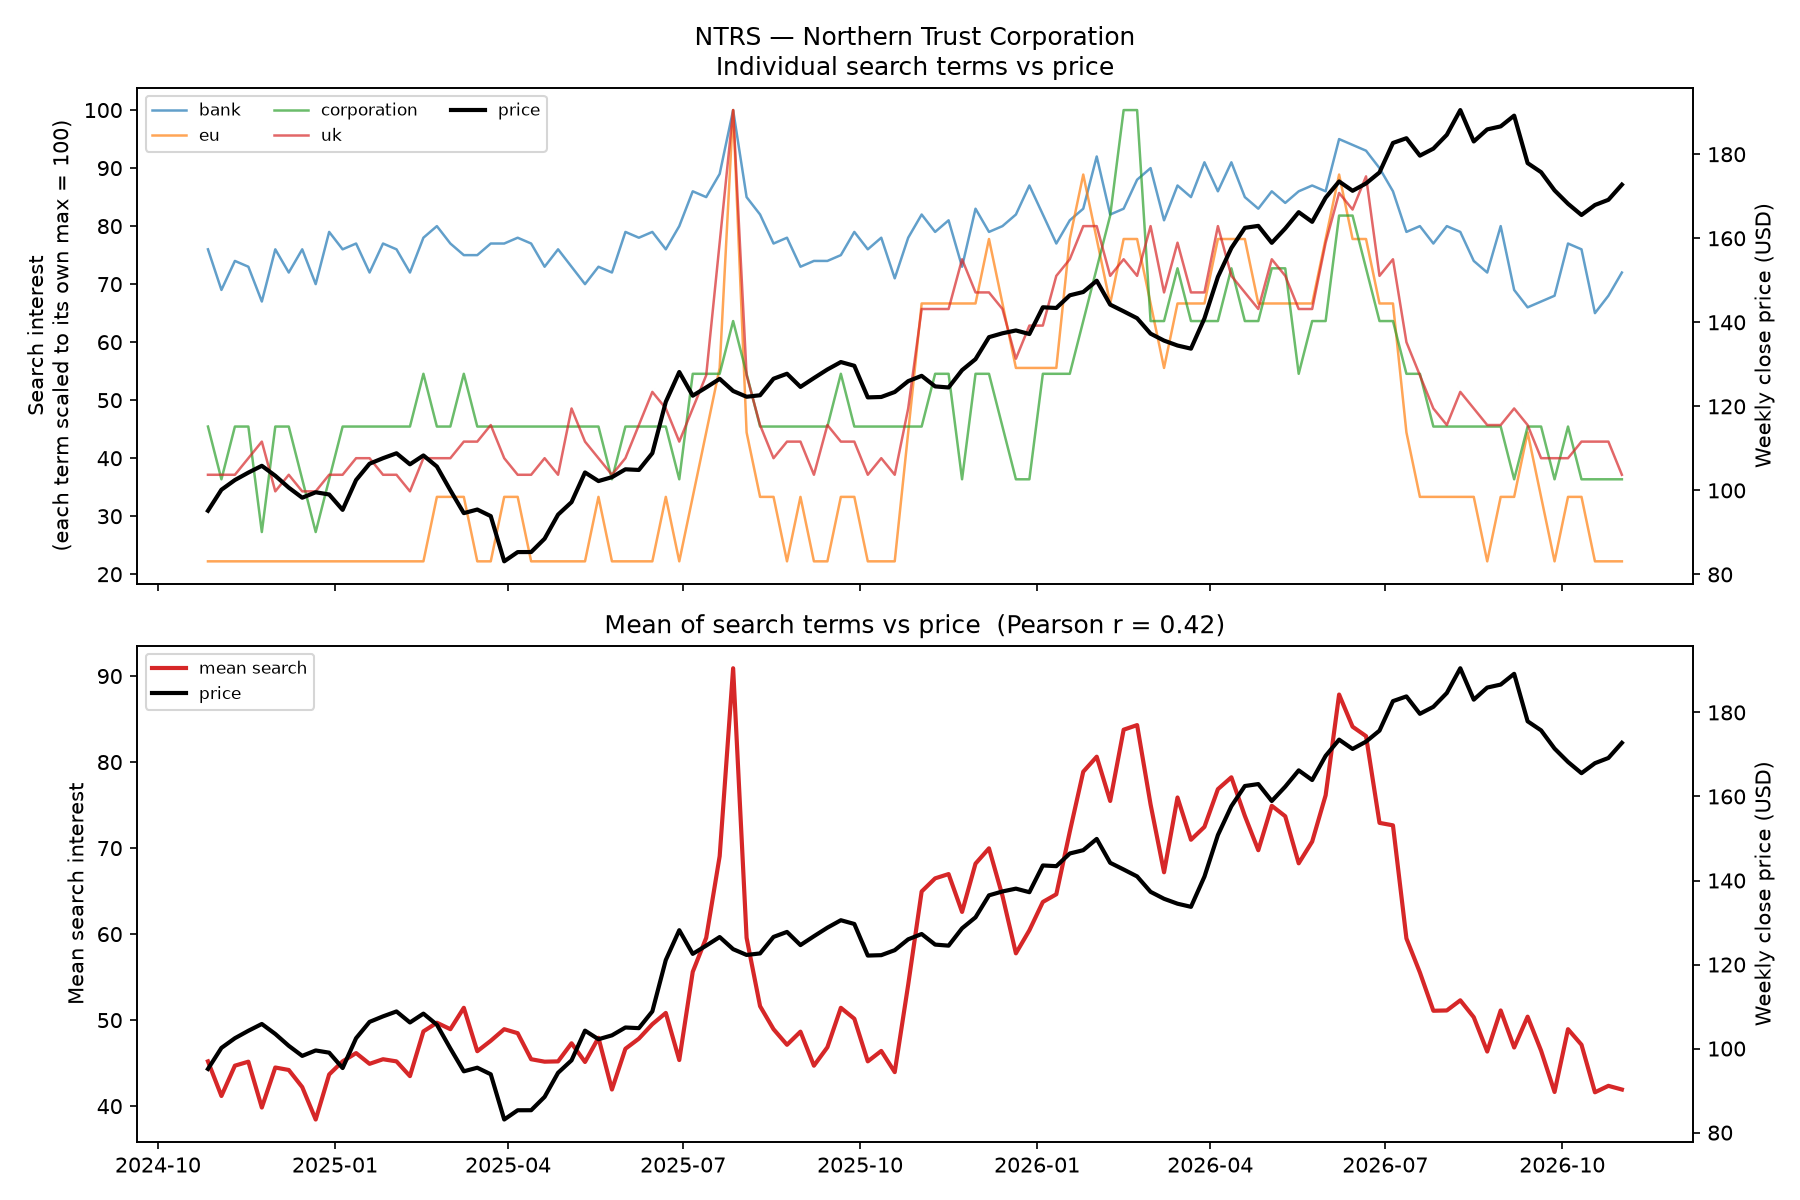 NTRS — Northern Trust Corporation
Individual search terms vs price
bank
eu
corporation
uk
price
Search interest
(each term scaled to its own max = 100)
100
90
80
70
60
50
40
30
20
180
160
140
120
100
80
Weekly close price (USD)
Mean of search terms vs price (Pearson r = 0.42)
mean search
price
Mean search interest
90
80
70
60
50
40
180
160
140
120
100
80
Weekly close price (USD)
2024-10
2025-01
2025-04
2025-07
2025-10
2026-01
2026-04
2026-07
2026-10